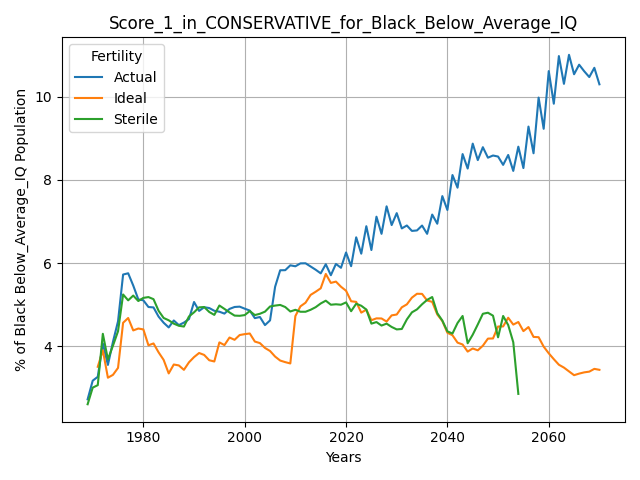 Score_1_in_CONSERVATIVE_for_Black_Below_Average_IQ
Fertility
Actual
Ideal
Sterile
% of Black Below_Average_IQ Population
10
8
6
4
1980 2000 2020 2040 2060
Years